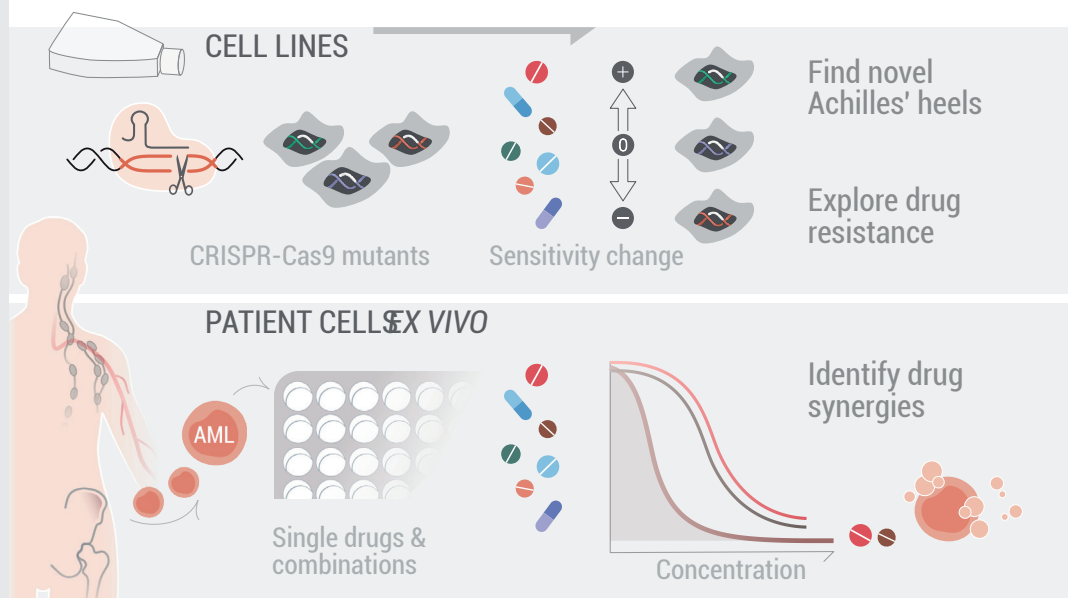 CELL LINES
+
0
−
Find novel
Achilles' heels
Explore drug
resistance
CRISPR-Cas9 mutants
Sensitivity change
PATIENT CELLS EX VIVO
AML
Identify drug
synergies
Single drugs &
combinations
Concentration